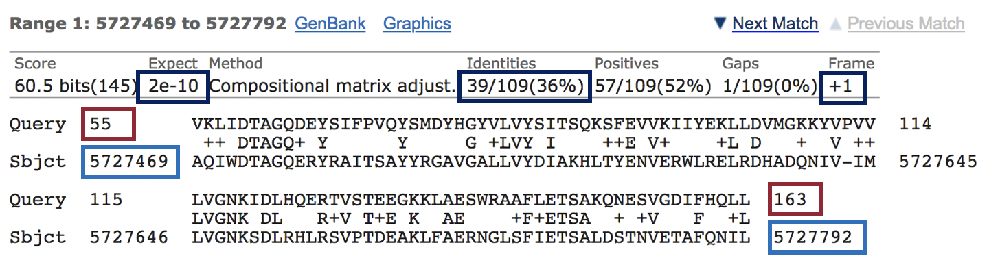 Range 1: 5727469 to 5727792 GenBank Graphics ▼ Next Match ▲ Previous Match
Score Expect Method Identities Positives Gaps Frame
60.5 bits(145) 2e-10 Compositional matrix adjust. 39/109(36%) 57/109(52%) 1/109(0%) +1
Query 55 VKLIDTAGQDEYSIFPVQYSMDYHGYVLVYSITSQKSFEVVKIIYEKLLDVMGKKYVPVV 114
++ DTAGQ+ Y Y G +LVY I ++E V+ +L D + V ++
Sbjct 5727469 AQIWDTAGQERYRAITSAYYRGAVGALLVYDIAKHLTYENVERWLRELRDHADQNIV-IM 5727645
Query 115 LVGNKIDLHQERTVSTEEGKKLAESWRAAFLETSAKQNESVGDIFHQLL 163
LVGNK DL R+V T+E K AE +F+ETSA + +V F +L
Sbjct 5727646 LVGNKSDLRHLRSVPTDEAKLFAERNGLSFIETSALDSTNVETAFQNIL 5727792